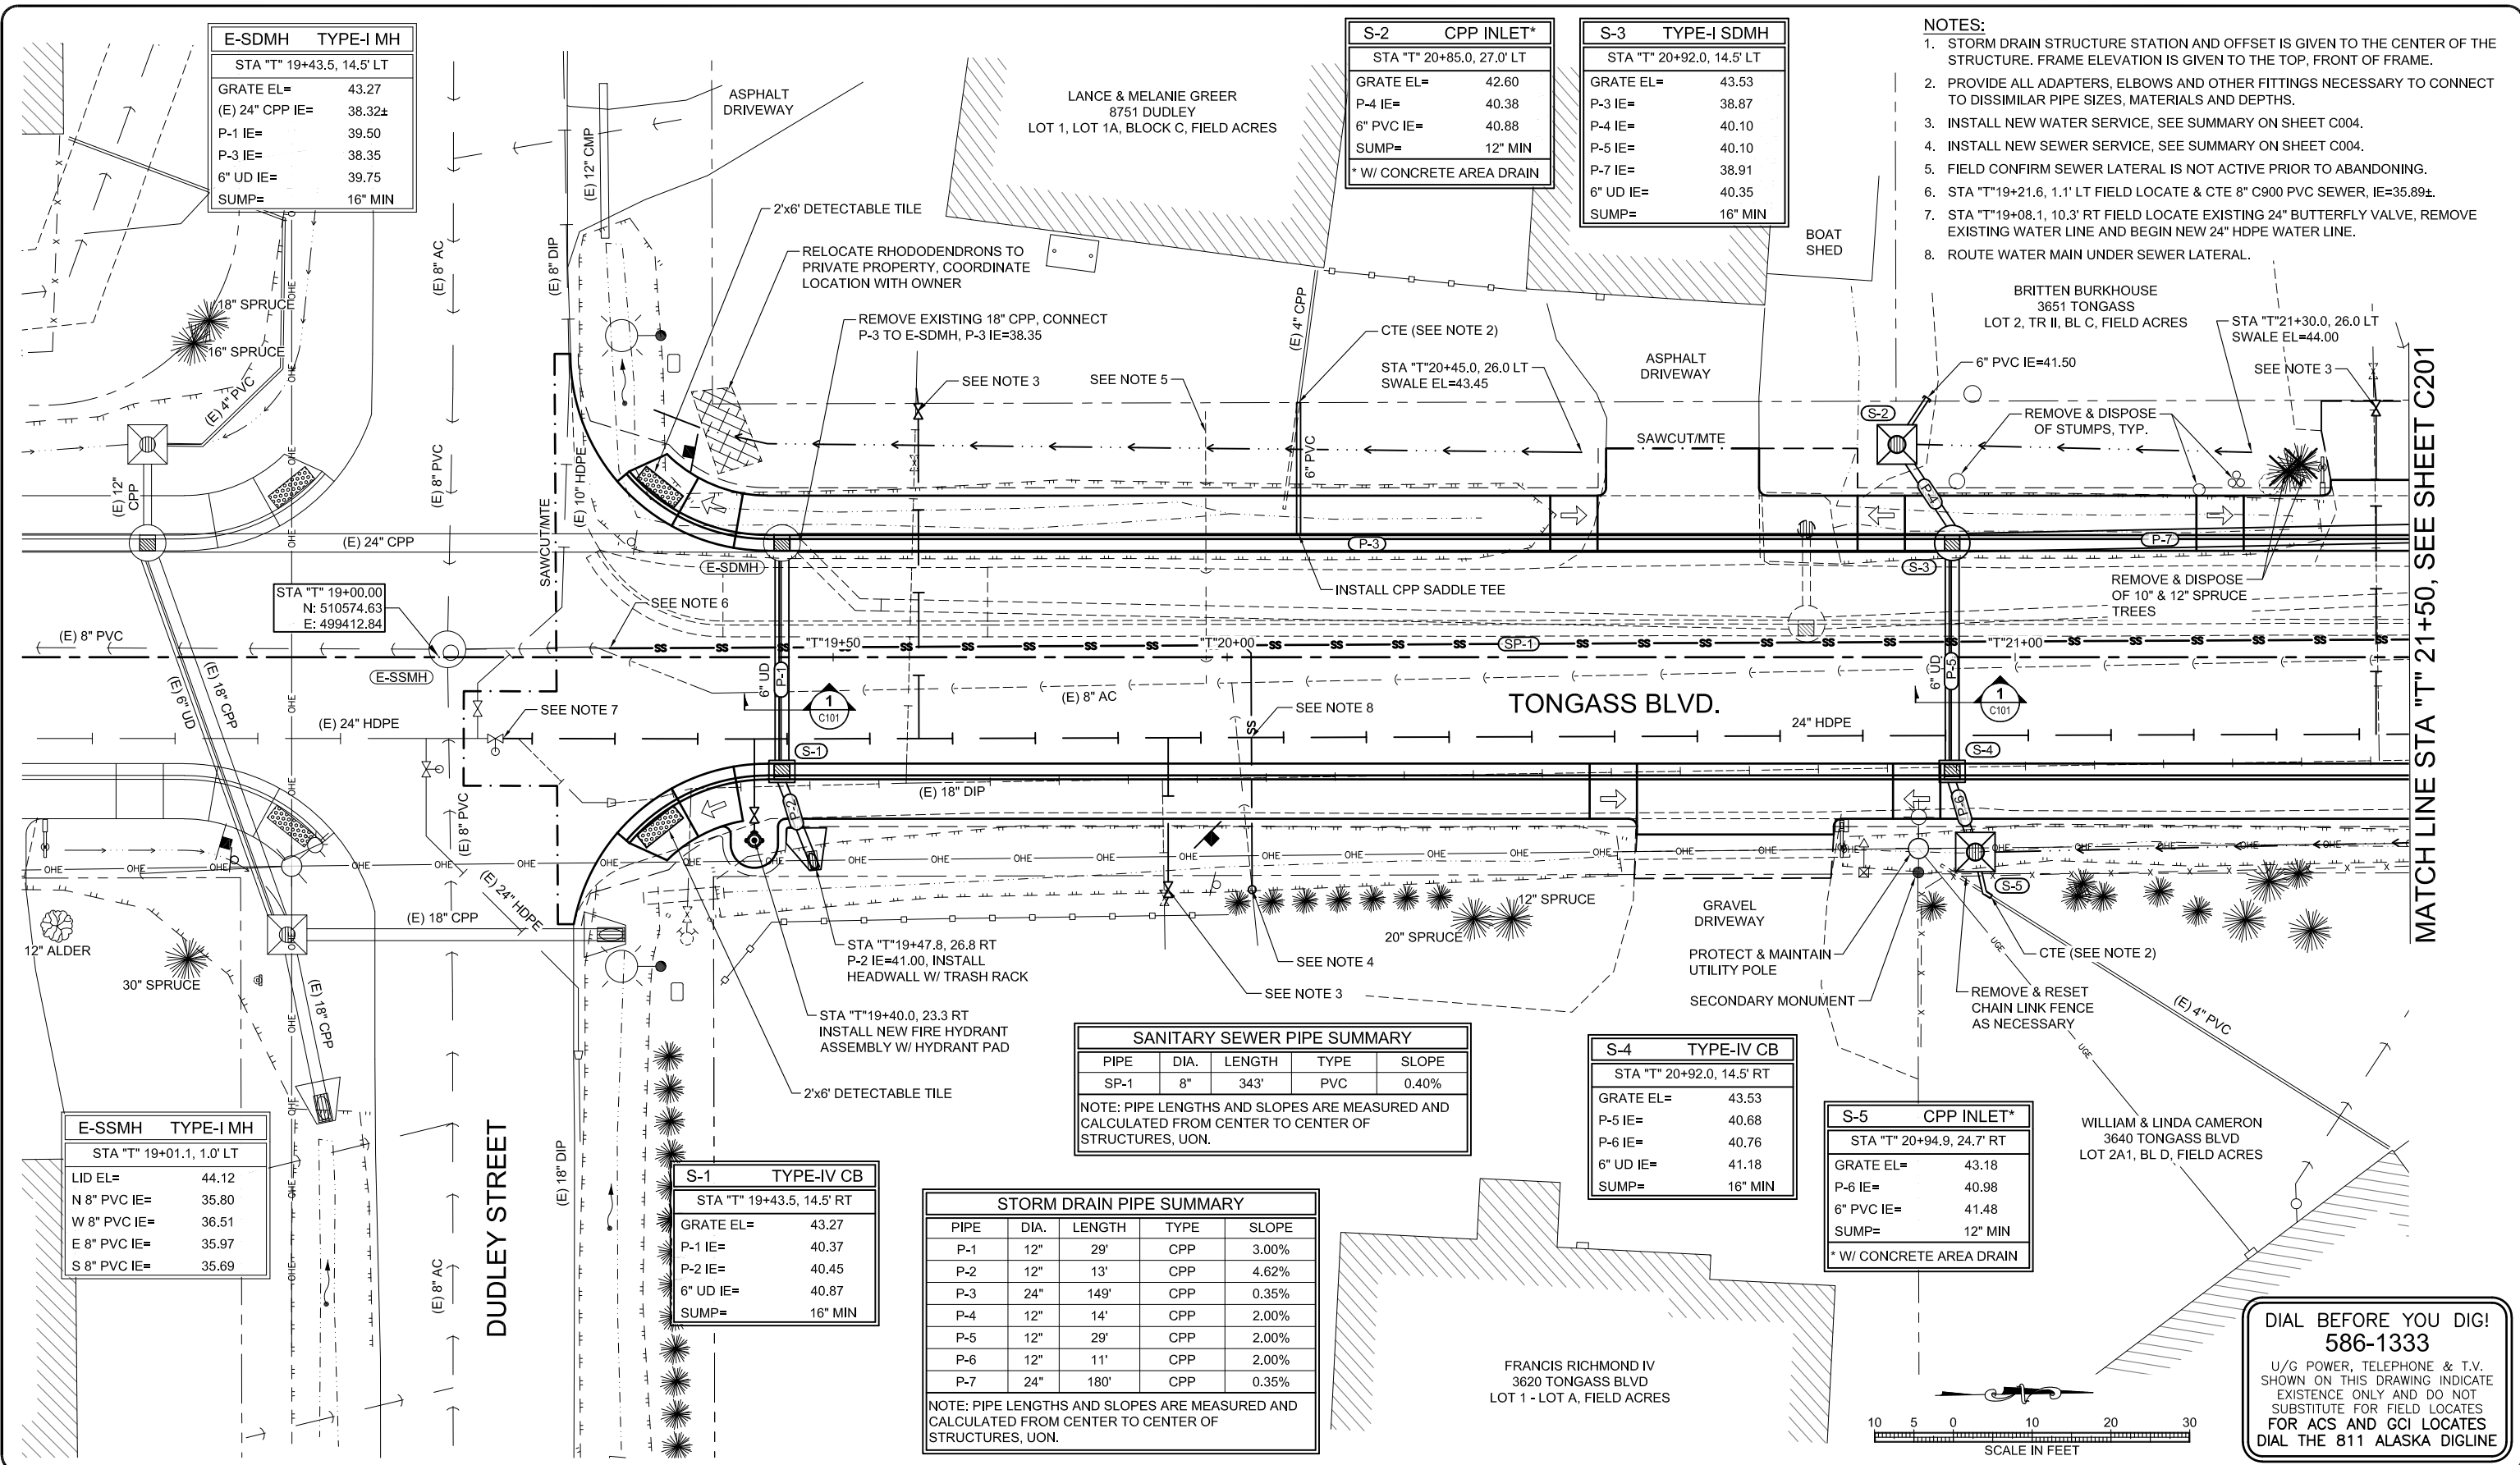 E-SDMH TYPE-I MH
STA "T" 19+43.5, 14.5' LT
GRATE EL= 43.27
(E) 24" CPP IE= 38.32±
P-1 IE= 39.50
P-3 IE= 38.35
6" UD IE= 39.75
SUMP= 16" MIN
S-2 CPP INLET*
STA "T" 20+85.0, 27.0' LT
GRATE EL= 42.60
P-4 IE= 40.38
6" PVC IE= 40.88
SUMP= 12" MIN
* W/ CONCRETE AREA DRAIN
S-3 TYPE-I SDMH
STA "T" 20+92.0, 14.5' LT
GRATE EL= 43.53
P-3 IE= 38.87
P-4 IE= 40.10
P-5 IE= 40.10
P-7 IE= 38.91
6" UD IE= 40.35
SUMP= 16" MIN
NOTES:
1. STORM DRAIN STRUCTURE STATION AND OFFSET IS GIVEN TO THE CENTER OF THE
STRUCTURE. FRAME ELEVATION IS GIVEN TO THE TOP, FRONT OF FRAME.
2. PROVIDE ALL ADAPTERS, ELBOWS AND OTHER FITTINGS NECESSARY TO CONNECT
TO DISSIMILAR PIPE SIZES, MATERIALS AND DEPTHS.
3. INSTALL NEW WATER SERVICE, SEE SUMMARY ON SHEET C004.
4. INSTALL NEW SEWER SERVICE, SEE SUMMARY ON SHEET C004.
5. FIELD CONFIRM SEWER LATERAL IS NOT ACTIVE PRIOR TO ABANDONING.
6. STA "T"19+21.6, 1.1' LT FIELD LOCATE & CTE 8" C900 PVC SEWER, IE=35.89±.
7. STA "T"19+08.1, 10.3' RT FIELD LOCATE EXISTING 24" BUTTERFLY VALVE, REMOVE
EXISTING WATER LINE AND BEGIN NEW 24" HDPE WATER LINE.
8. ROUTE WATER MAIN UNDER SEWER LATERAL.
ASPHALT
DRIVEWAY
LANCE & MELANIE GREER
8751 DUDLEY
LOT 1, LOT 1A, BLOCK C, FIELD ACRES
(E) 12" CMP
(E) 8" AC
(E) 8" DIP
2'x6' DETECTABLE TILE
RELOCATE RHODODENDRONS TO
PRIVATE PROPERTY, COORDINATE
LOCATION WITH OWNER
REMOVE EXISTING 18" CPP, CONNECT
P-3 TO E-SDMH, P-3 IE=38.35
BOAT
SHED
BRITTEN BURKHOUSE
3651 TONGASS
LOT 2, TR II, BL C, FIELD ACRES
STA "T"21+30.0, 26.0 LT
SWALE EL=44.00
18" SPRUCE
16" SPRUCE
(E) 4" PVC
(E) 4" CPP
CTE (SEE NOTE 2)
SEE NOTE 3
SEE NOTE 5
STA "T"20+45.0, 26.0 LT
SWALE EL=43.45
ASPHALT
DRIVEWAY
6" PVC IE=41.50
SEE NOTE 3
S-2
REMOVE & DISPOSE
OF STUMPS, TYP.
SAWCUT/MTE
6" PVC
(E) 12"
CPP
(E) 8" PVC
(E) 10" HDPE
SAWCUT/MTE
P-4
(E) 24" CPP
P-3
P-7
E-SDMH
S-3
INSTALL CPP SADDLE TEE
REMOVE & DISPOSE
OF 10" & 12" SPRUCE
TREES
STA "T" 19+00.00
N: 510574.63
E: 499412.84
SEE NOTE 6
(E) 8" PVC
"T"19+50
"T"20+00
SP-1
"T"21+00
E-SSMH
(E) 6" UD
(E) 18" CPP
6" UD
P-1
1
C101
(E) 8" AC
6" UD
P-5
1
C101
MATCH LINE STA "T" 21+50, SEE SHEET C201
TONGASS BLVD.
SEE NOTE 7
SEE NOTE 8
(E) 24" HDPE
24" HDPE
S-1
S-4
(E) 18" DIP
P-2
P-6
(E) 8" PVC
OHE
S-5
(E) 24" HDPE
(E) 18" CPP
12" ALDER
30" SPRUCE
(E) 18" CPP
12" SPRUCE
20" SPRUCE
GRAVEL
DRIVEWAY
STA "T"19+47.8, 26.8 RT
P-2 IE=41.00, INSTALL
HEADWALL W/ TRASH RACK
SEE NOTE 4
SEE NOTE 3
PROTECT & MAINTAIN
UTILITY POLE
SECONDARY MONUMENT
CTE (SEE NOTE 2)
UGE
REMOVE & RESET
CHAIN LINK FENCE
AS NECESSARY
(E) 4" PVC
UGE
STA "T"19+40.0, 23.3 RT
INSTALL NEW FIRE HYDRANT
ASSEMBLY W/ HYDRANT PAD
2'x6' DETECTABLE TILE
SANITARY SEWER PIPE SUMMARY
PIPE DIA. LENGTH TYPE SLOPE
SP-1 8" 343' PVC 0.40%
NOTE: PIPE LENGTHS AND SLOPES ARE MEASURED AND
CALCULATED FROM CENTER TO CENTER OF
STRUCTURES, UON.
S-4 TYPE-IV CB
STA "T" 20+92.0, 14.5' RT
GRATE EL= 43.53
P-5 IE= 40.68
P-6 IE= 40.76
6" UD IE= 41.18
SUMP= 16" MIN
S-5 CPP INLET*
STA "T" 20+94.9, 24.7' RT
GRATE EL= 43.18
P-6 IE= 40.98
6" PVC IE= 41.48
SUMP= 12" MIN
* W/ CONCRETE AREA DRAIN
WILLIAM & LINDA CAMERON
3640 TONGASS BLVD
LOT 2A1, BL D, FIELD ACRES
E-SSMH TYPE-I MH
STA "T" 19+01.1, 1.0' LT
LID EL= 44.12
N 8" PVC IE= 35.80
W 8" PVC IE= 36.51
E 8" PVC IE= 35.97
S 8" PVC IE= 35.69
(E) 8" AC
DUDLEY STREET
(E) 18" DIP
S-1 TYPE-IV CB
STA "T" 19+43.5, 14.5' RT
GRATE EL= 43.27
P-1 IE= 40.37
P-2 IE= 40.45
6" UD IE= 40.87
SUMP= 16" MIN
STORM DRAIN PIPE SUMMARY
PIPE DIA. LENGTH TYPE SLOPE
P-1 12" 29' CPP 3.00%
P-2 12" 13' CPP 4.62%
P-3 24" 149' CPP 0.35%
P-4 12" 14' CPP 2.00%
P-5 12" 29' CPP 2.00%
P-6 12" 11' CPP 2.00%
P-7 24" 180' CPP 0.35%
NOTE: PIPE LENGTHS AND SLOPES ARE MEASURED AND
CALCULATED FROM CENTER TO CENTER OF
STRUCTURES, UON.
FRANCIS RICHMOND IV
3620 TONGASS BLVD
LOT 1 - LOT A, FIELD ACRES
10 5 0 10 20 30
SCALE IN FEET
DIAL BEFORE YOU DIG!
586-1333
U/G POWER, TELEPHONE & T.V.
SHOWN ON THIS DRAWING INDICATE
EXISTENCE ONLY AND DO NOT
SUBSTITUTE FOR FIELD LOCATES
FOR ACS AND GCI LOCATES
DIAL THE 811 ALASKA DIGLINE